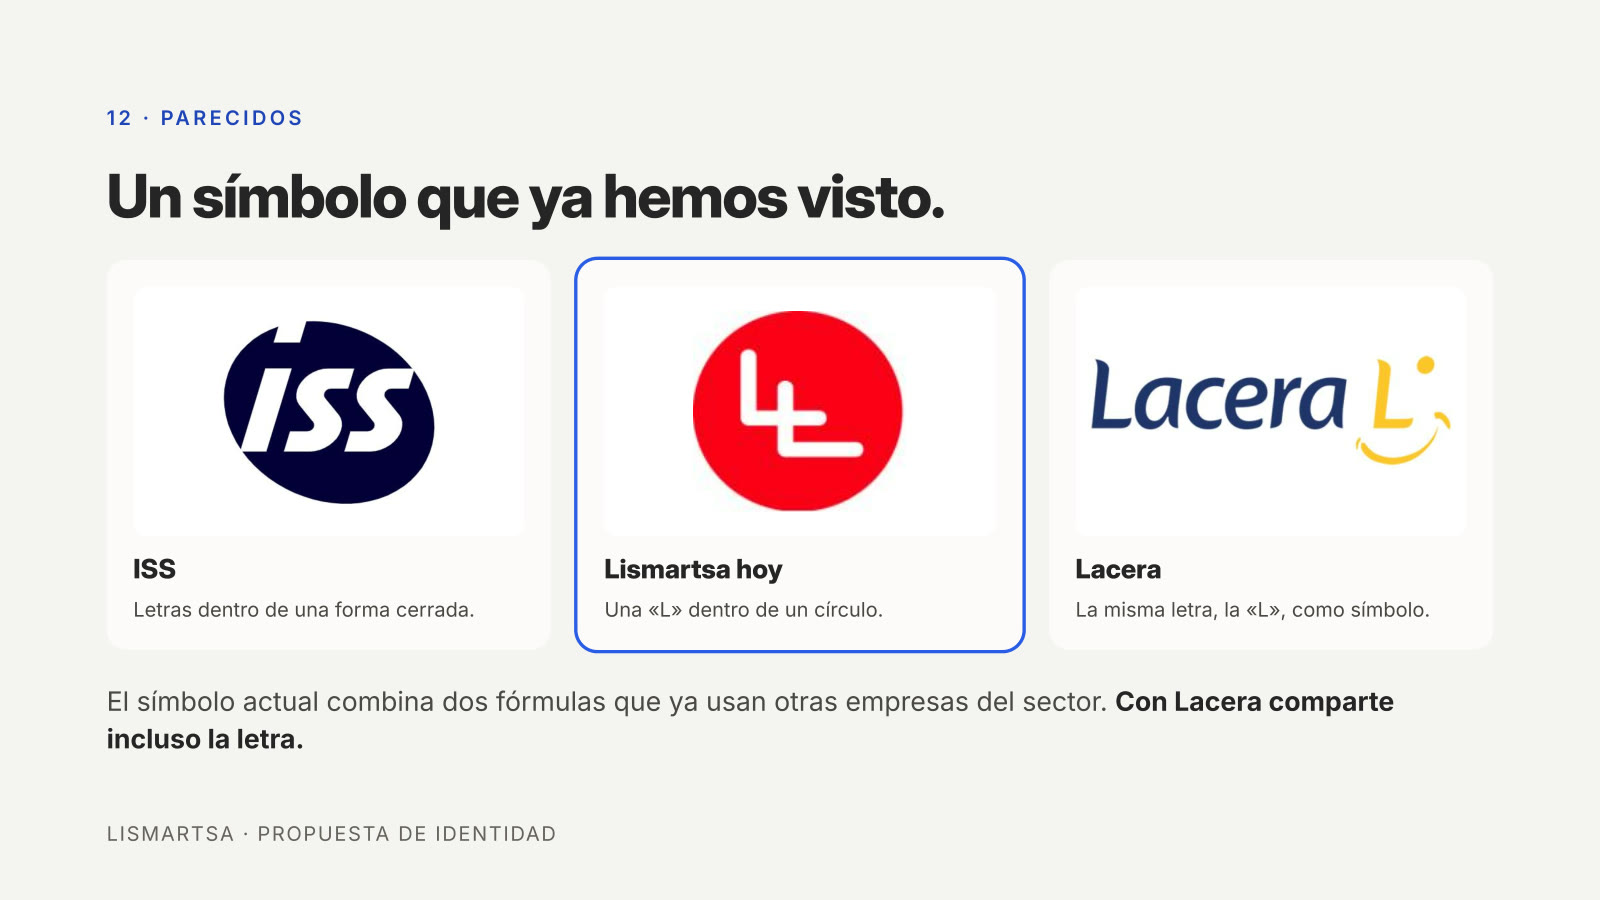 12 · PARECIDOS
Un símbolo que ya hemos visto.
iss
LL
Lacera L
ISS
Letras dentro de una forma cerrada.
Lismartsa hoy
Una «L» dentro de un círculo.
Lacera
La misma letra, la «L», como símbolo.
El símbolo actual combina dos fórmulas que ya usan otras empresas del sector. Con Lacera comparte
incluso la letra.
LISMARTSA · PROPUESTA DE IDENTIDAD